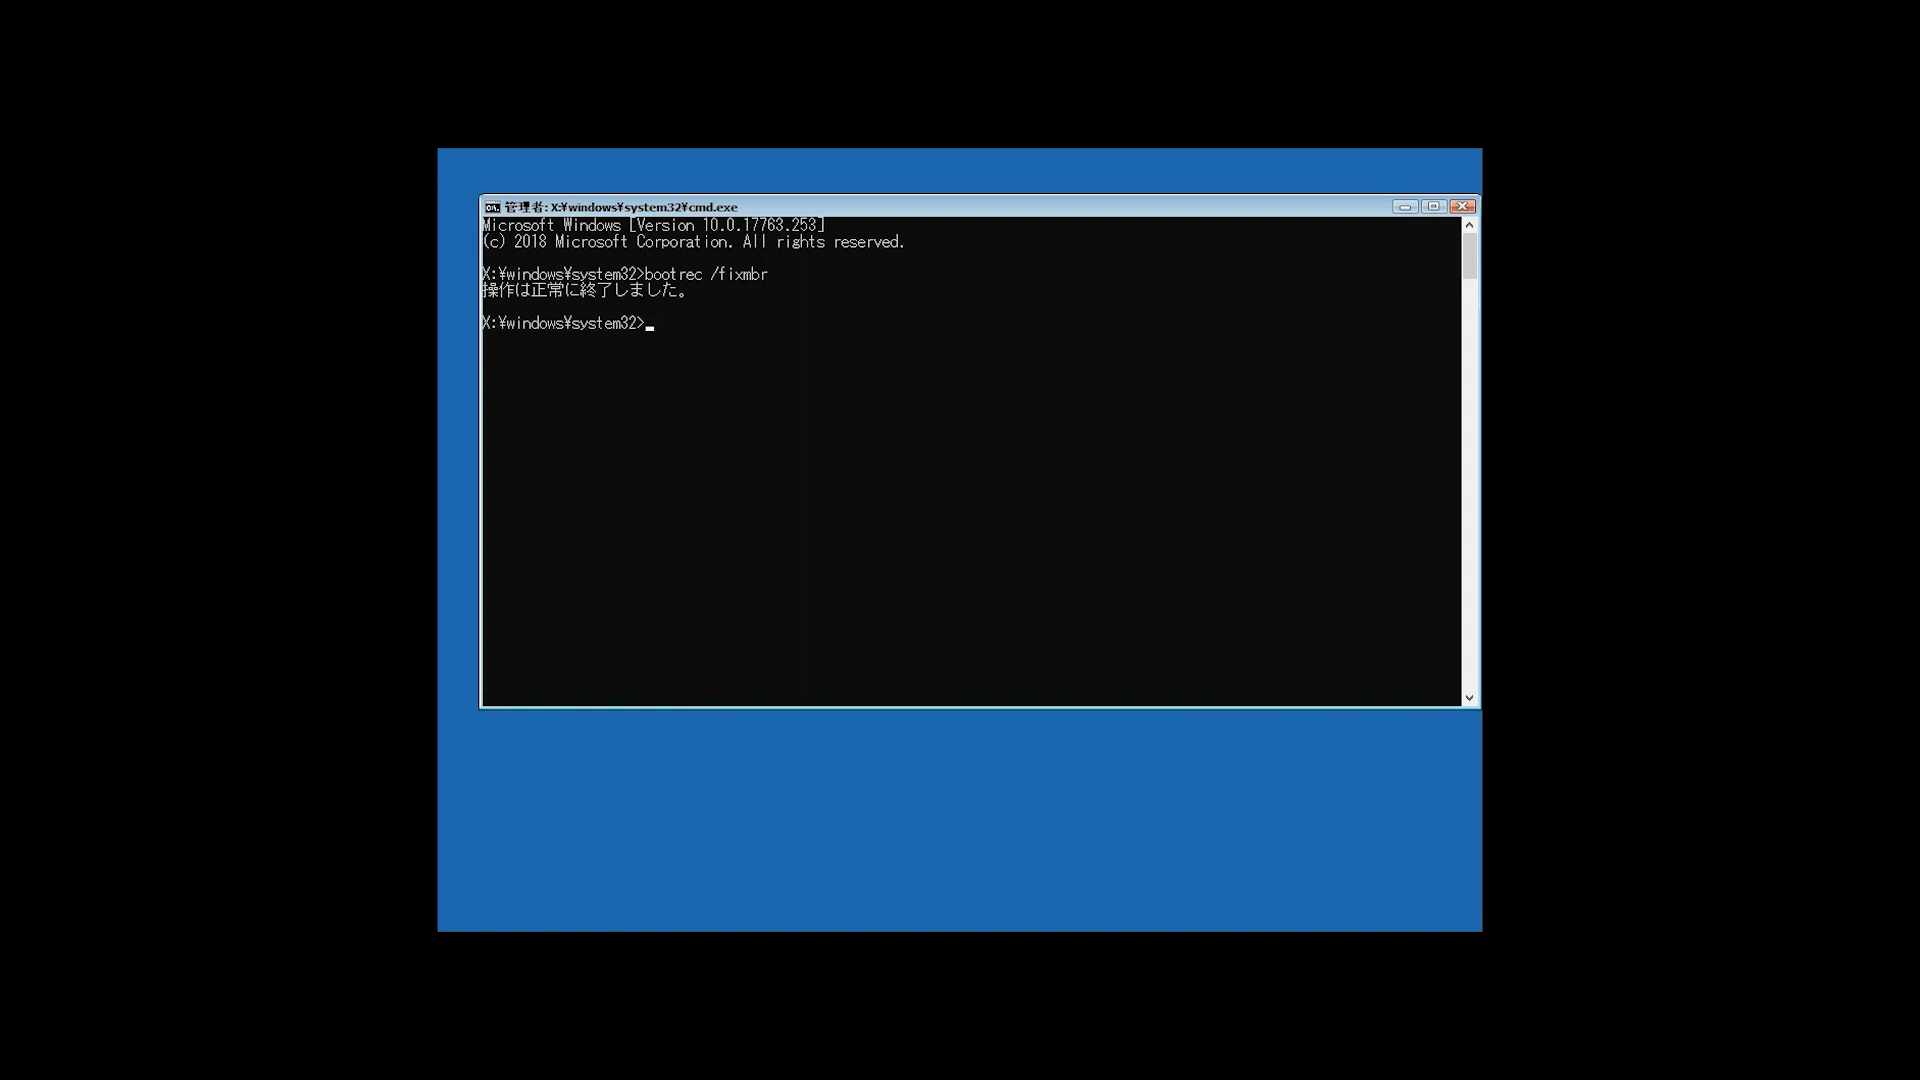 管理者: X:¥windows¥system32¥cmd.exe
Microsoft Windows [Version 10.0.17763.253]
(c) 2018 Microsoft Corporation. All rights reserved.
X:¥windows¥system32>bootrec /fixmbr
操作は正常に終了しました。
X:¥windows¥system32>